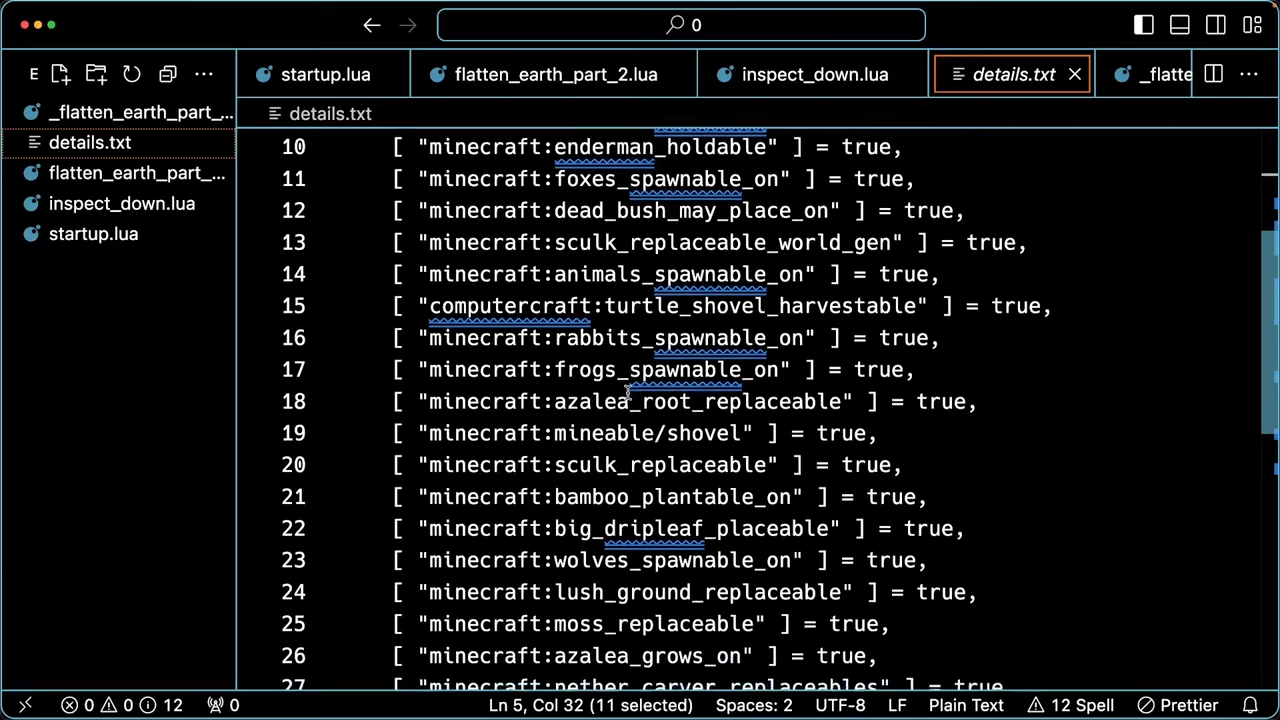 0
E
startup.lua
flatten_earth_part_2.lua
inspect_down.lua
details.txt
_flatte
_flatten_earth_part_...
details.txt
flatten_earth_part_...
inspect_down.lua
startup.lua
details.txt
10 [ "minecraft:enderman_holdable" ] = true,
11 [ "minecraft:foxes_spawnable_on" ] = true,
12 [ "minecraft:dead_bush_may_place_on" ] = true,
13 [ "minecraft:sculk_replaceable_world_gen" ] = true,
14 [ "minecraft:animals_spawnable_on" ] = true,
15 [ "computercraft:turtle_shovel_harvestable" ] = true,
16 [ "minecraft:rabbits_spawnable_on" ] = true,
17 [ "minecraft:frogs_spawnable_on" ] = true,
18 [ "minecraft:azalea_root_replaceable" ] = true,
19 [ "minecraft:mineable/shovel" ] = true,
20 [ "minecraft:sculk_replaceable" ] = true,
21 [ "minecraft:bamboo_plantable_on" ] = true,
22 [ "minecraft:big_dripleaf_placeable" ] = true,
23 [ "minecraft:wolves_spawnable_on" ] = true,
24 [ "minecraft:lush_ground_replaceable" ] = true,
25 [ "minecraft:moss_replaceable" ] = true,
26 [ "minecraft:azalea_grows_on" ] = true,
27 [ "minecraft:nether_carver_replaceables" ] = true,
0 0 12 0 Ln 5, Col 32 (11 selected) Spaces: 2 UTF-8 LF Plain Text 12 Spell Prettier